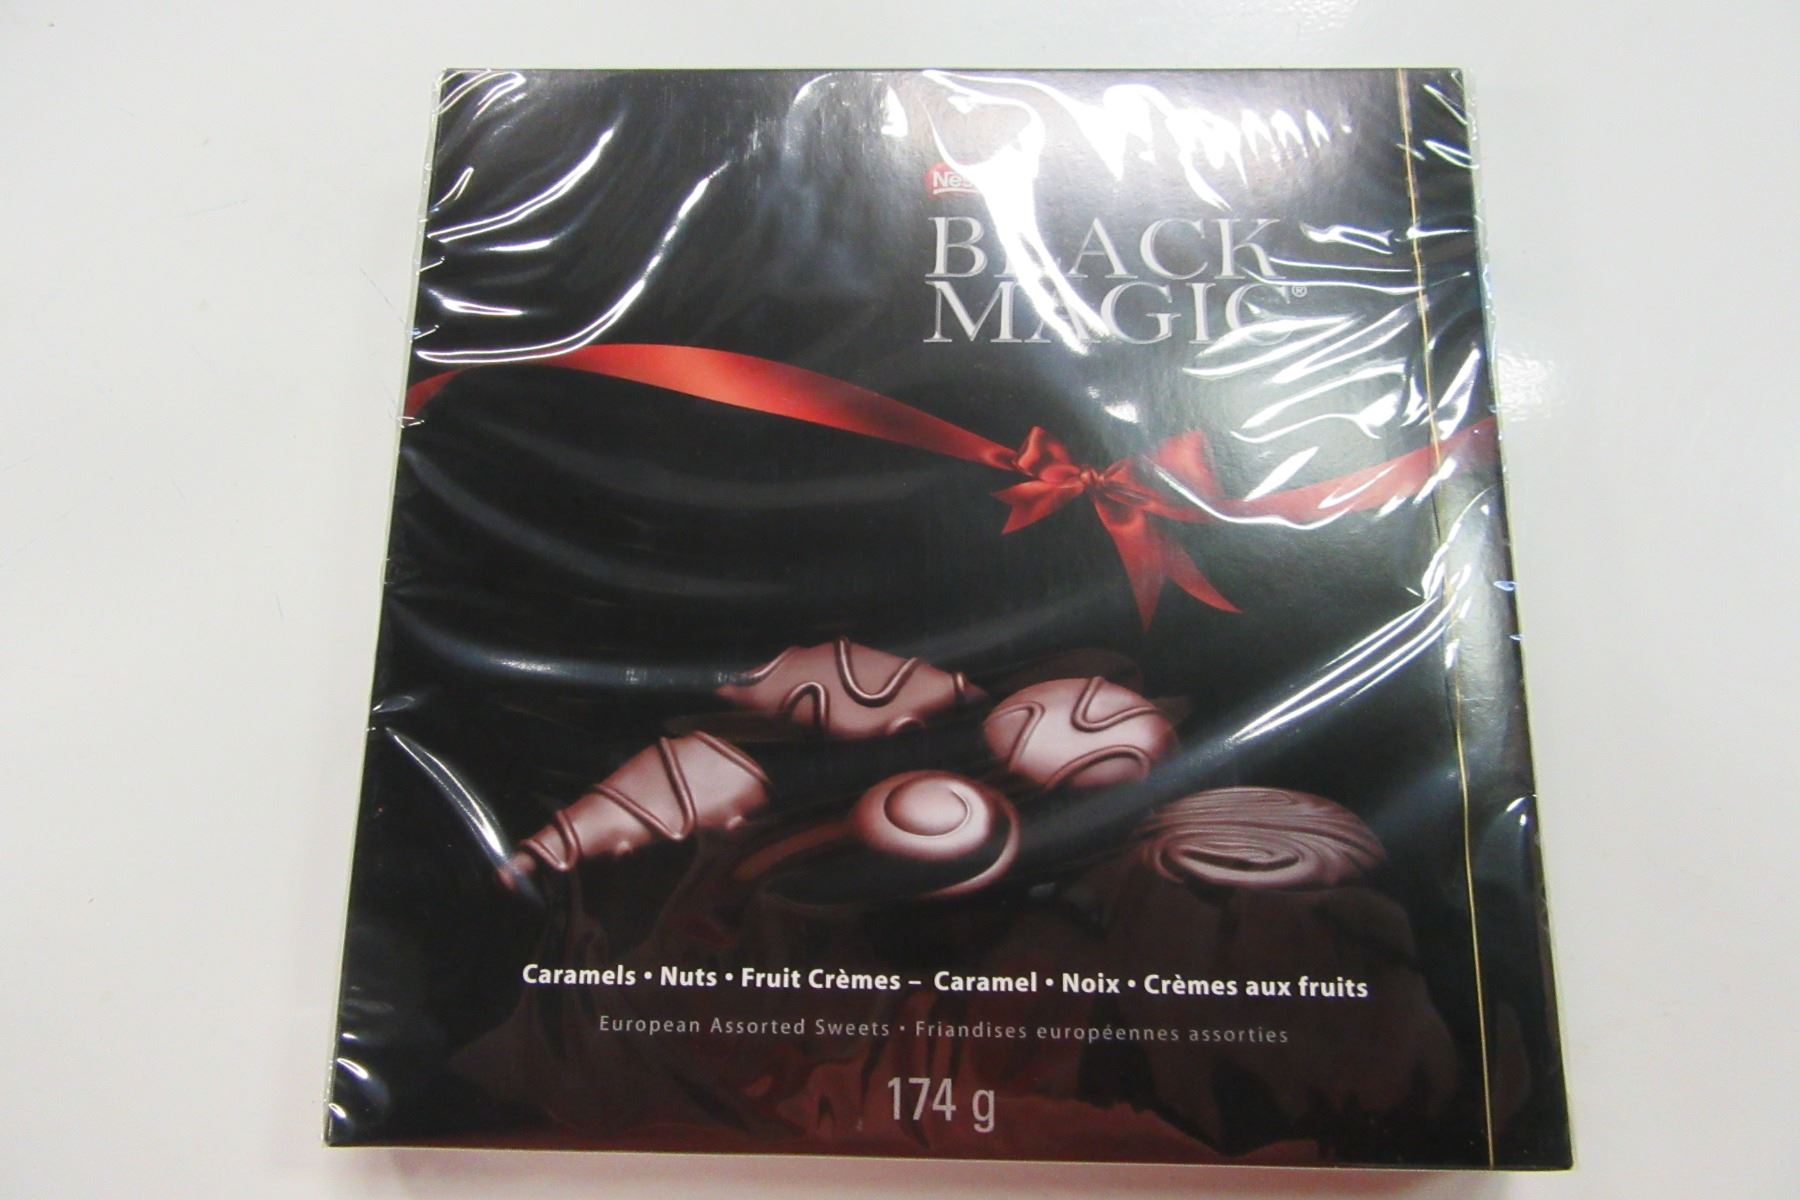 BLACK
MAGIC®
Caramels • Nuts • Fruit Crèmes – Caramel • Noix • Crèmes aux fruits
European Assorted Sweets • Friandises européennes assorties
174 g